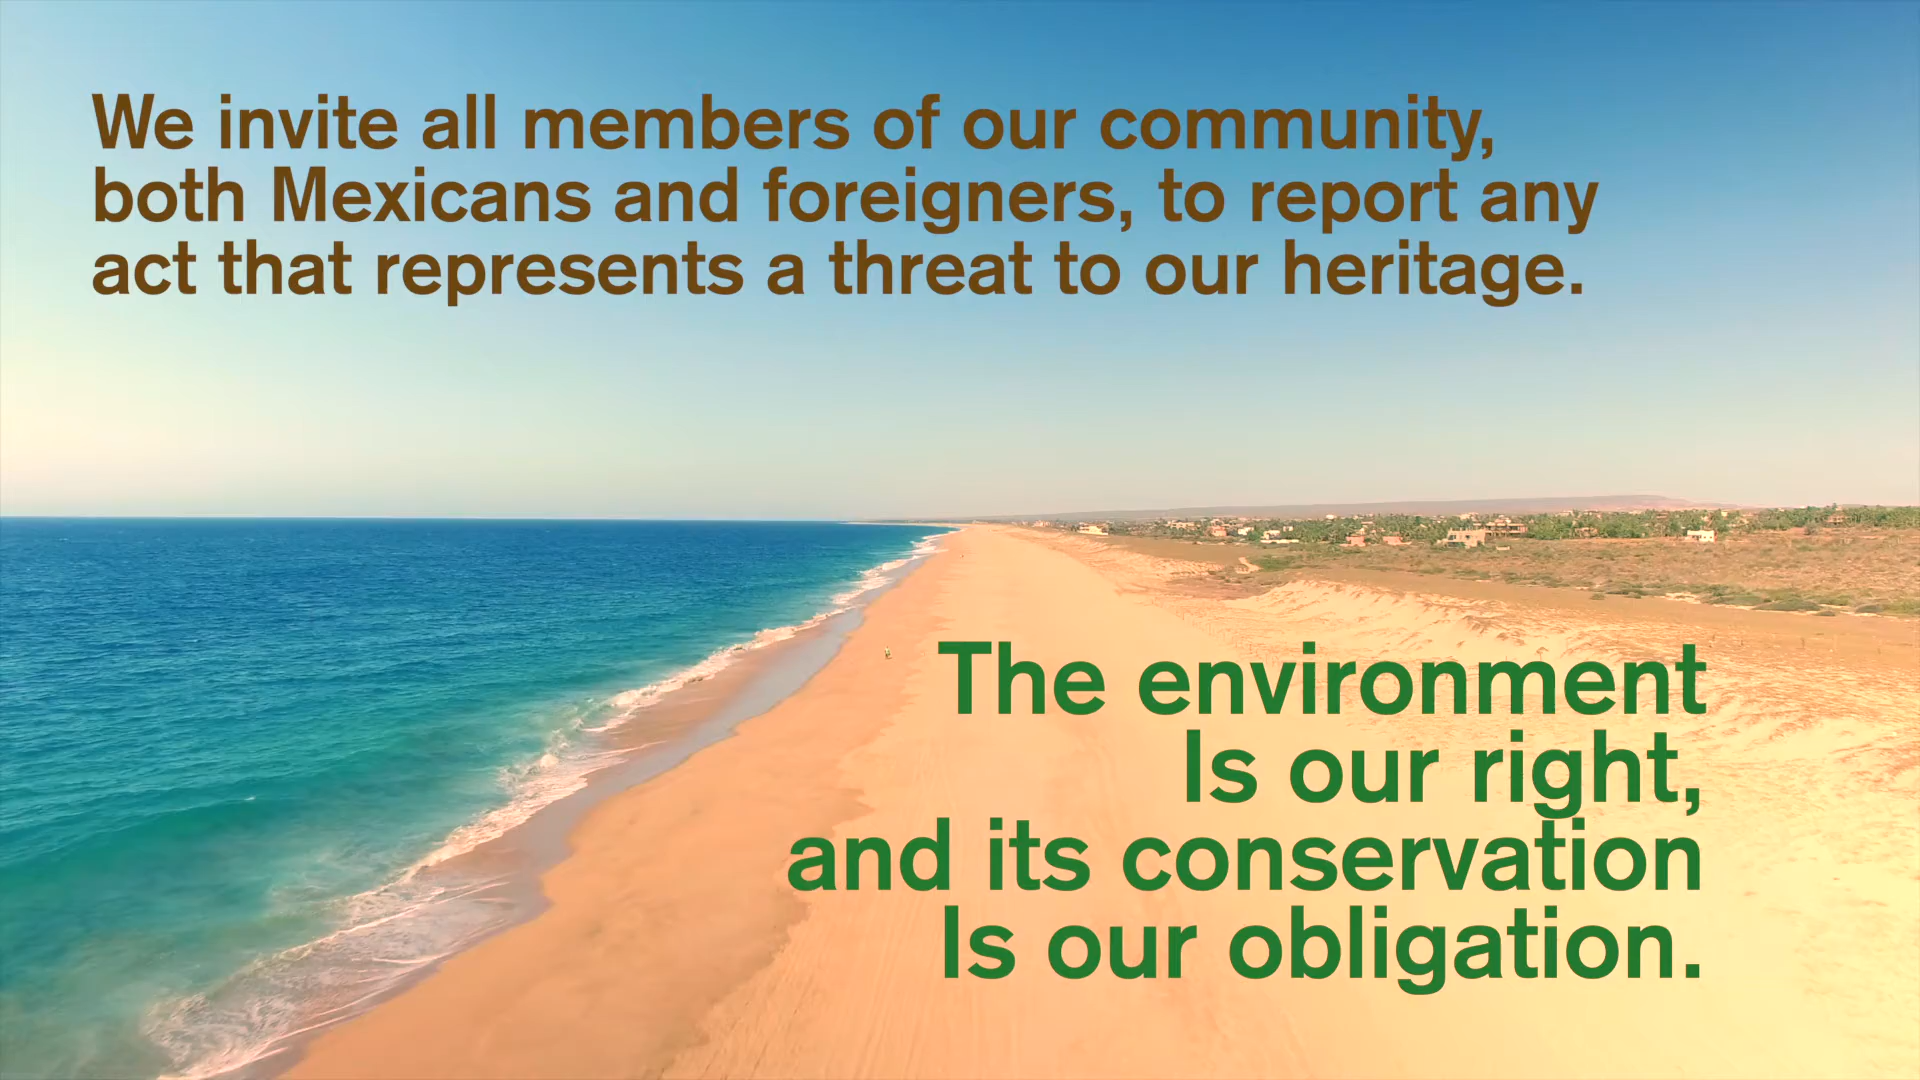 We invite all members of our community,
both Mexicans and foreigners, to report any
act that represents a threat to our heritage.
The environment
Is our right,
and its conservation
Is our obligation.